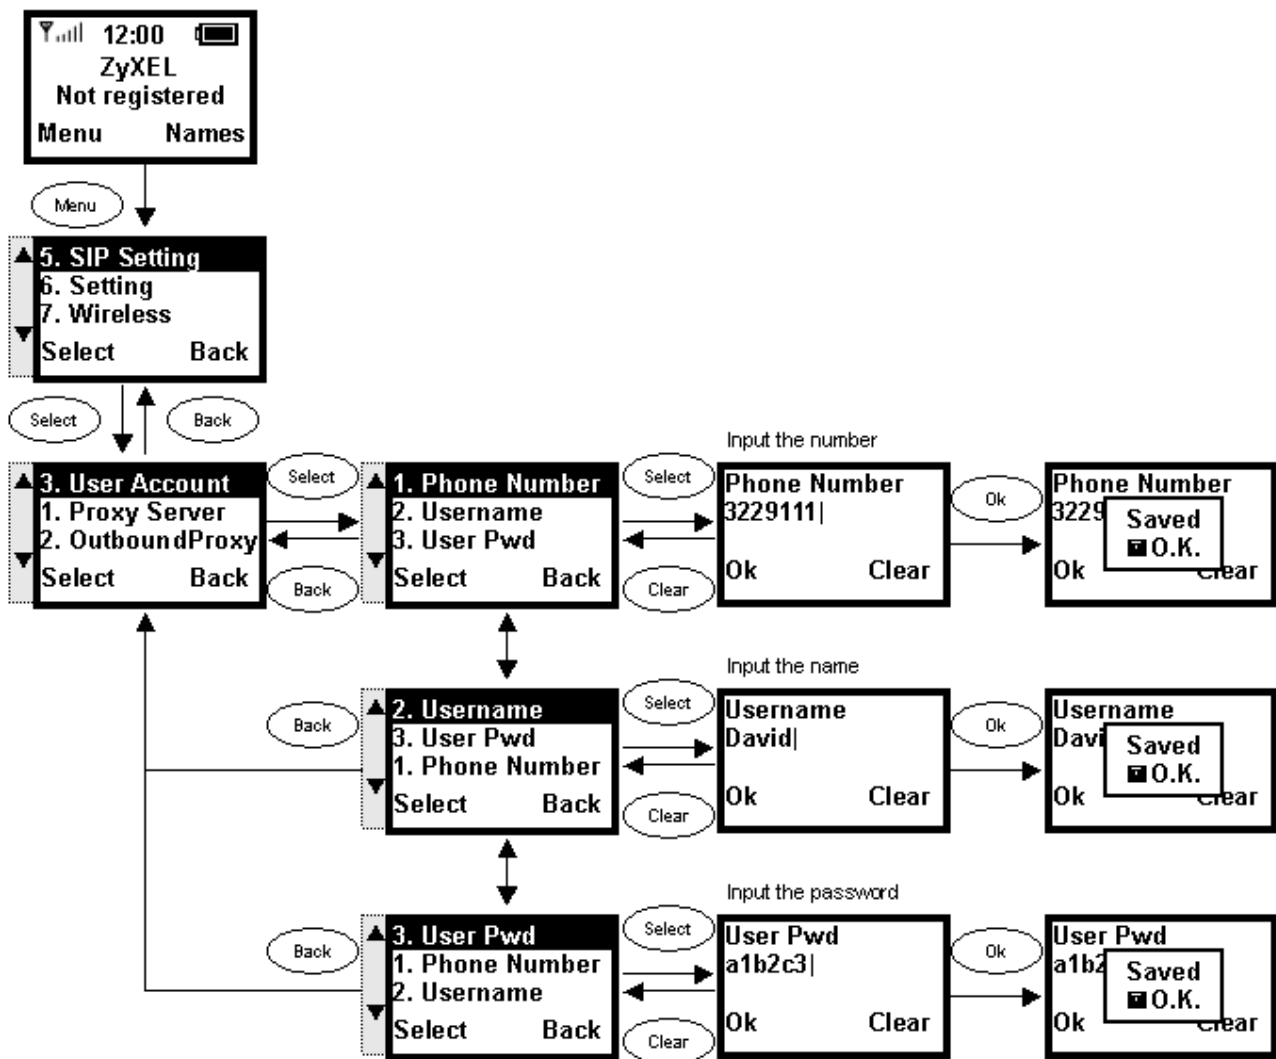 12:00
ZyXEL
Not registered
Menu Names
Menu
5. SIP Setting
6. Setting
7. Wireless
Select Back
Select
Back
3. User Account
1. Proxy Server
2. OutboundProxy
Select Back
Select
Back
1. Phone Number
2. Username
3. User Pwd
Select Back
Select
Clear
Input the number
Phone Number
3229111|
Ok Clear
Ok
Phone Number
3229
Saved
O.K.
Ok Clear
Back
2. Username
3. User Pwd
1. Phone Number
Select Back
Select
Clear
Input the name
Username
David|
Ok Clear
Ok
Username
Davi
Saved
O.K.
Ok Clear
Back
3. User Pwd
1. Phone Number
2. Username
Select Back
Select
Clear
Input the password
User Pwd
a1b2c3|
Ok Clear
Ok
User Pwd
a1b2
Saved
O.K.
Ok Clear